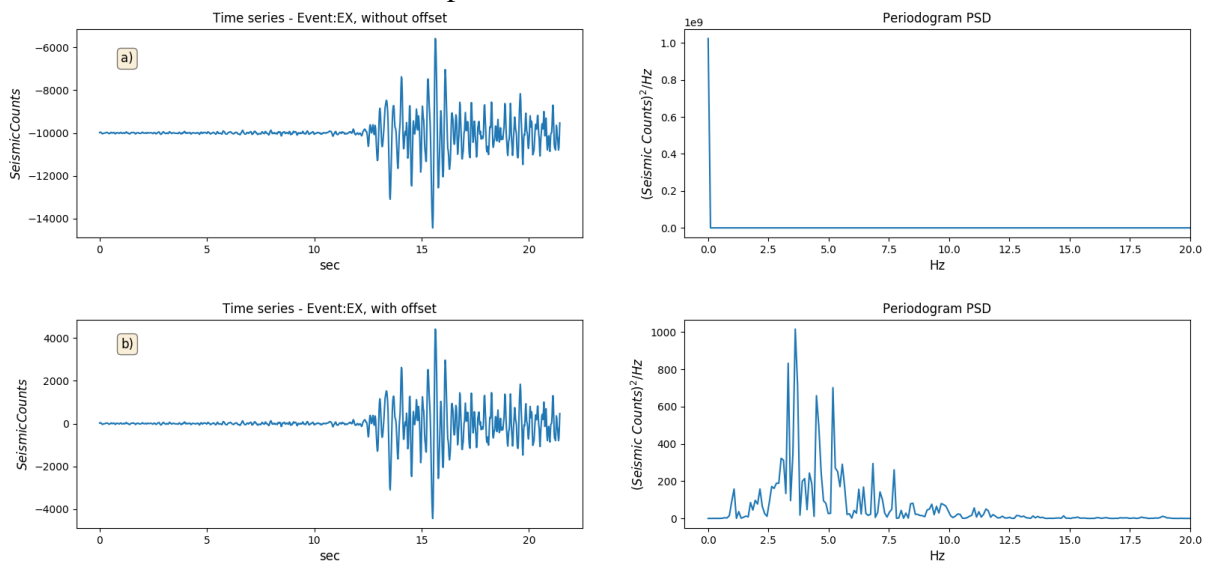 Time series - Event:EX, without offset
a)
−6000
−8000
−10000
−12000
−14000
SeismicCounts
0 5 10 15 20
sec
Periodogram PSD
1e9
1.0
0.8
0.6
0.4
0.2
0.0
(Seismic Counts)²/Hz
0.0 2.5 5.0 7.5 10.0 12.5 15.0 17.5 20.0
Hz
Time series - Event:EX, with offset
b)
4000
2000
0
−2000
−4000
SeismicCounts
0 5 10 15 20
sec
Periodogram PSD
1000
800
600
400
200
0
(Seismic Counts)²/Hz
0.0 2.5 5.0 7.5 10.0 12.5 15.0 17.5 20.0
Hz